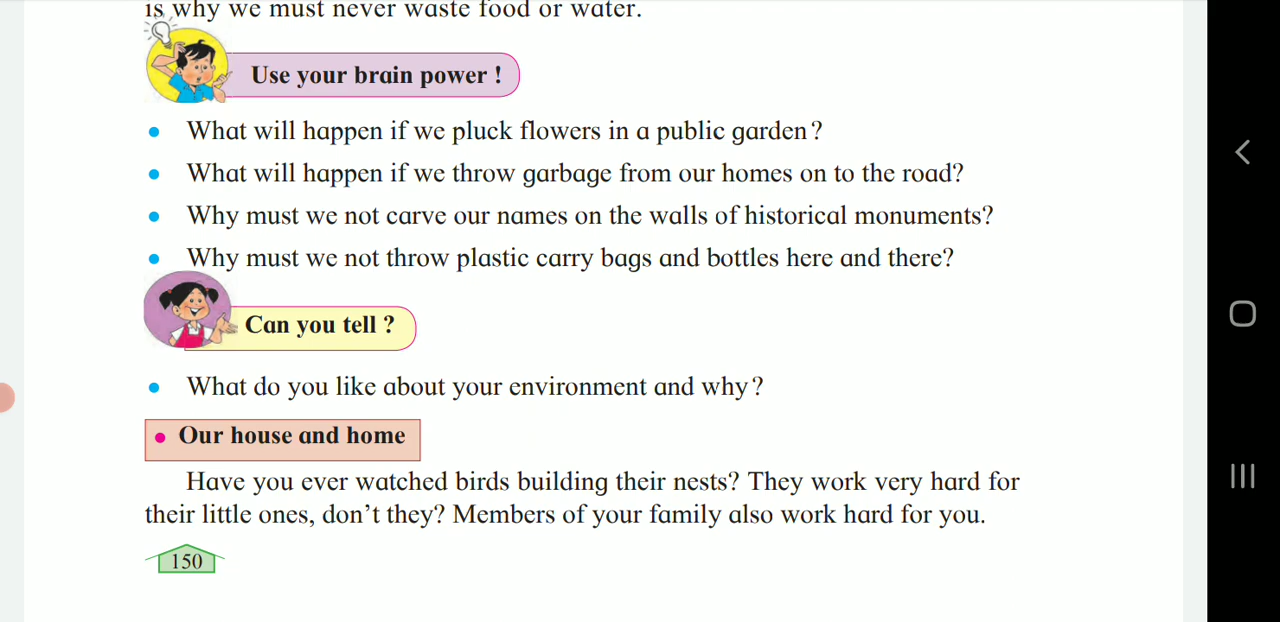 is why we must never waste food or water.
Use your brain power !
• What will happen if we pluck flowers in a public garden?
• What will happen if we throw garbage from our homes on to the road?
• Why must we not carve our names on the walls of historical monuments?
• Why must we not throw plastic carry bags and bottles here and there?
Can you tell ?
• What do you like about your environment and why?
• Our house and home
Have you ever watched birds building their nests? They work very hard for
their little ones, don’t they? Members of your family also work hard for you.
150